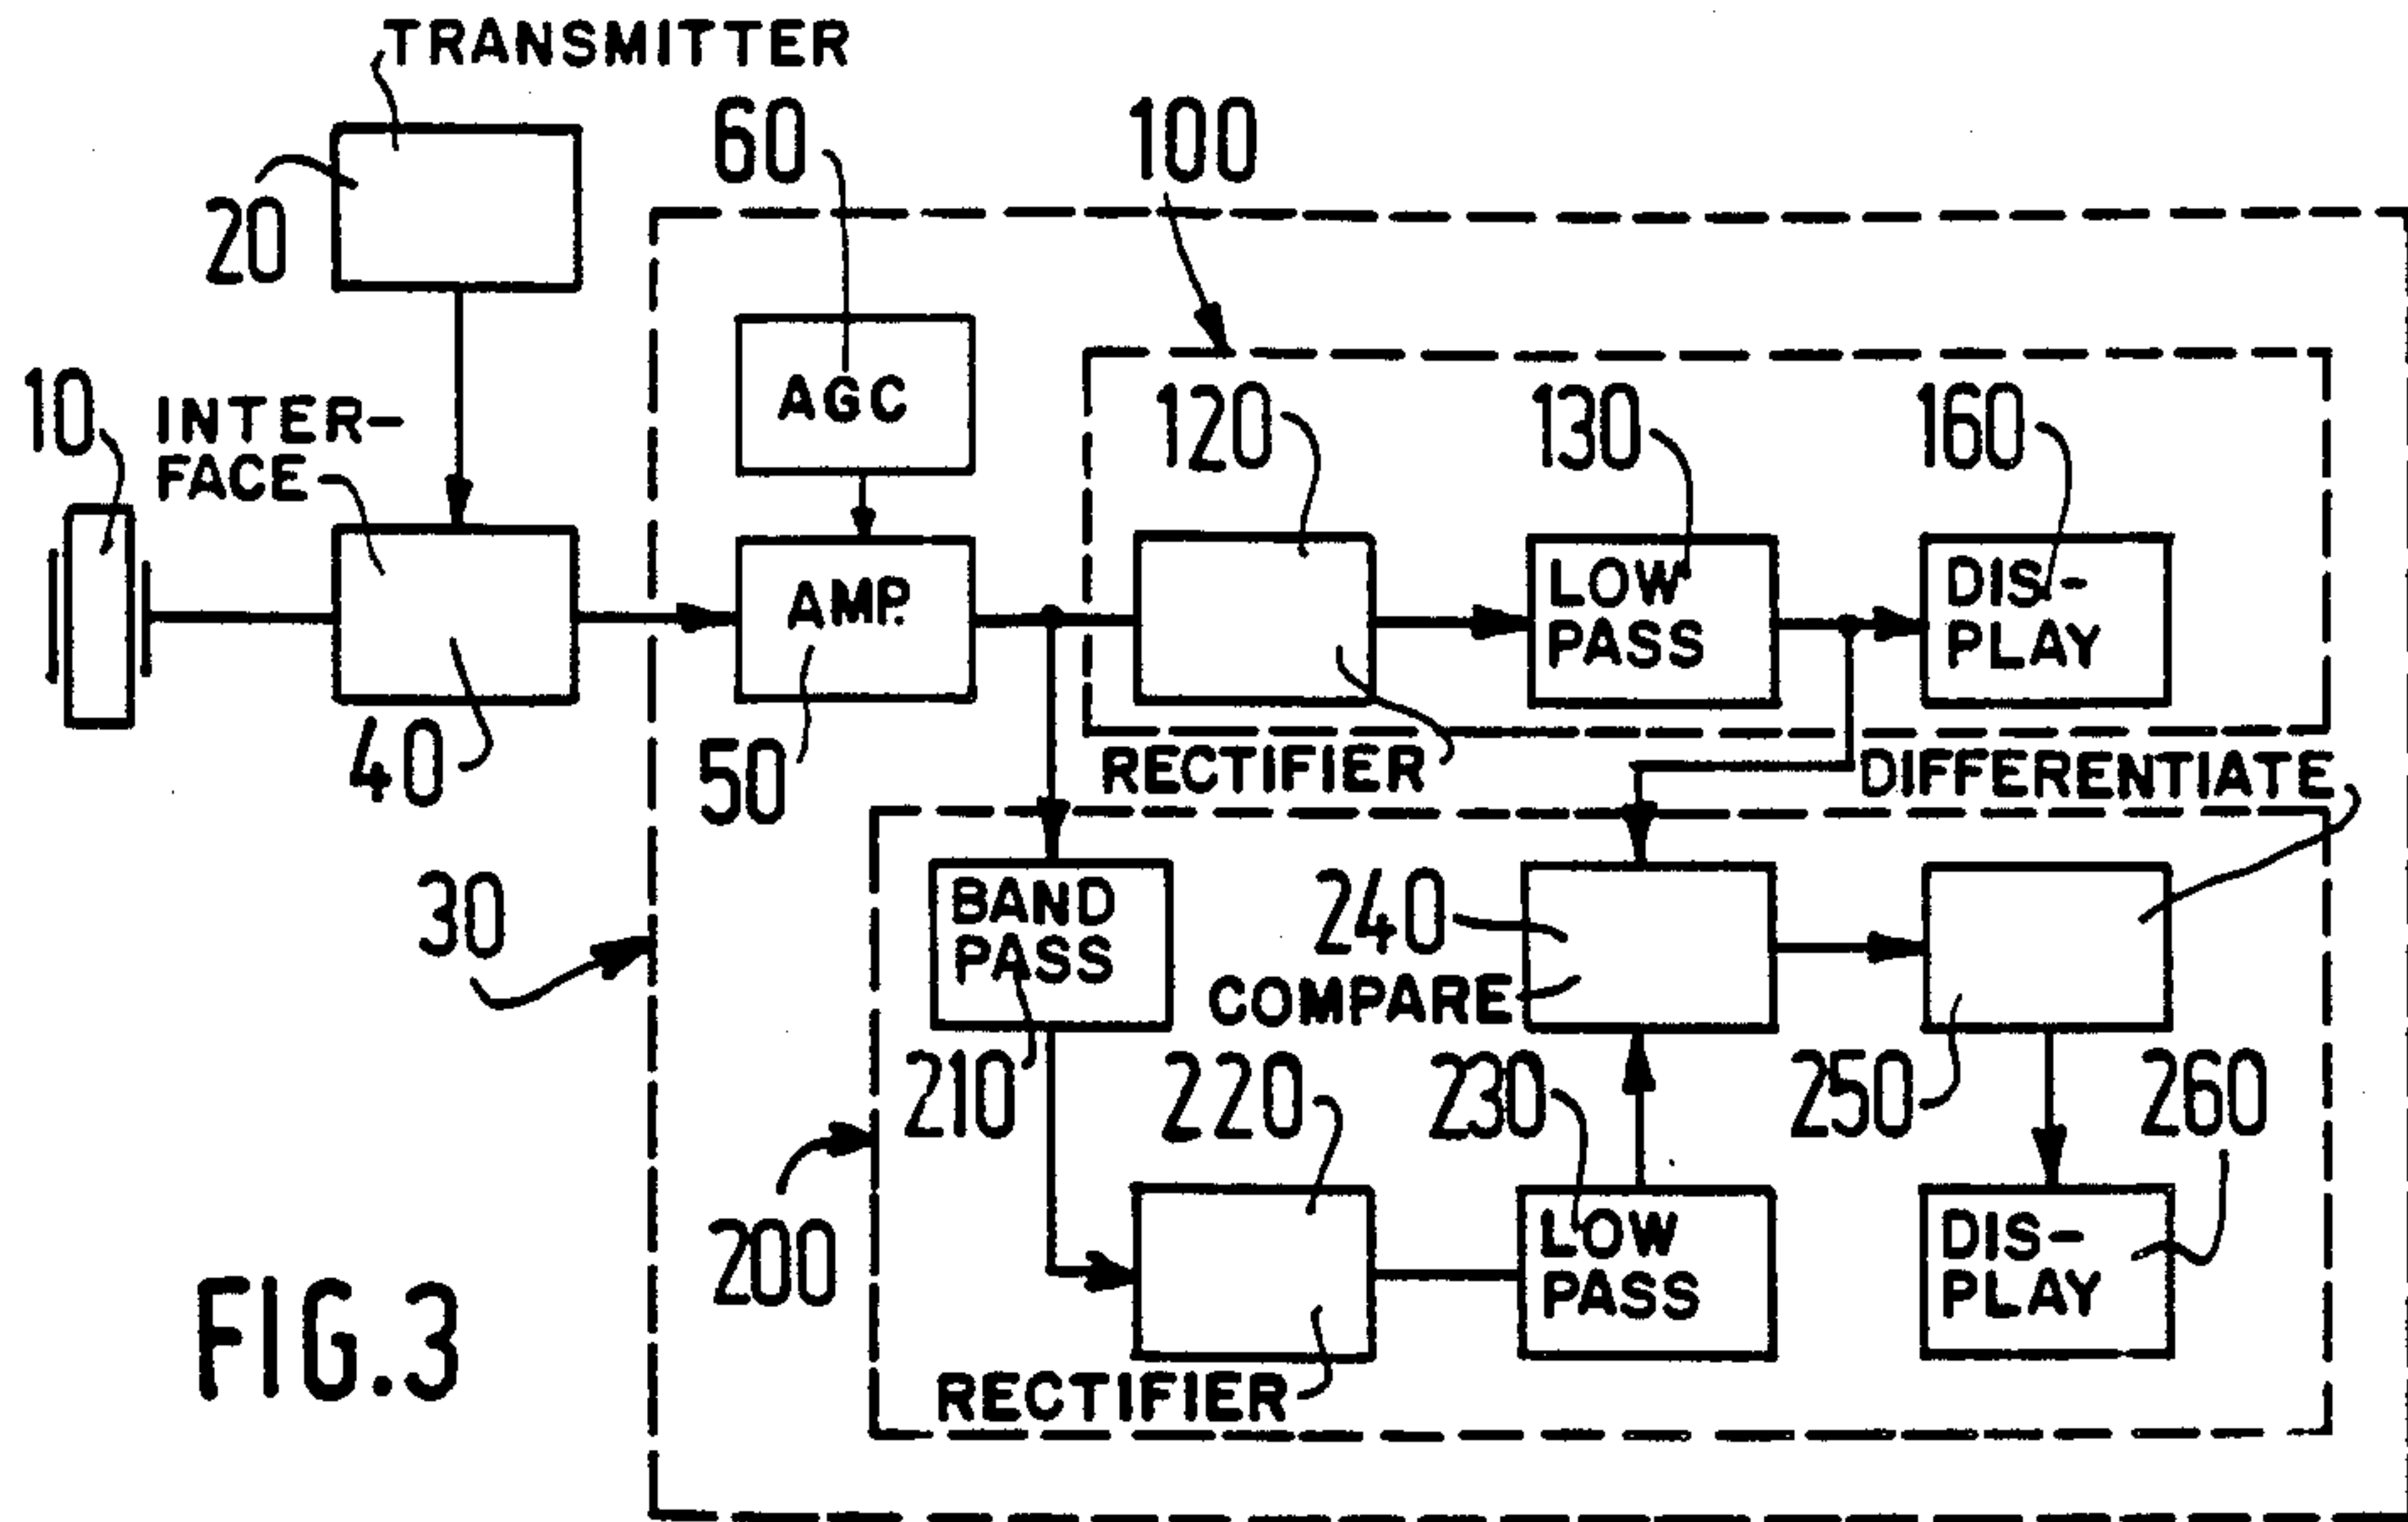 TRANSMITTER
60
100
20
10
INTER-
FACE
AGC
120
130
160
AMP.
LOW
PASS
DIS-
PLAY
40
50
RECTIFIER
DIFFERENTIATE
30
BAND
PASS
240
COMPARE
210
220
230
250
260
200
LOW
PASS
DIS-
PLAY
FIG.3
RECTIFIER